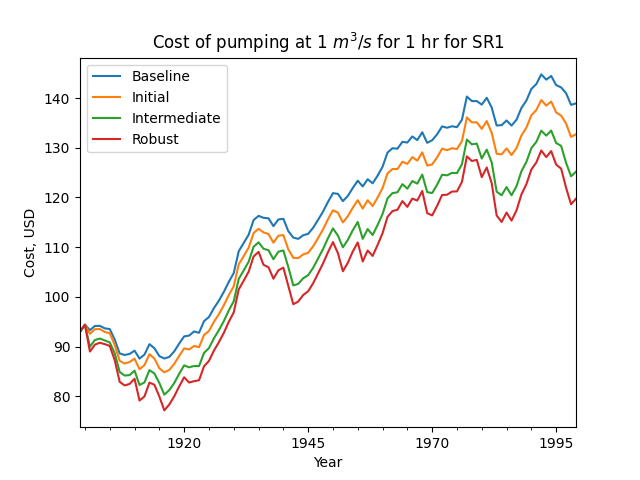 Cost of pumping at 1 m³/s for 1 hr for SR1
Baseline
Initial
Intermediate
Robust
Cost, USD
140
130
120
110
100
90
80
1920 1945 1970 1995
Year